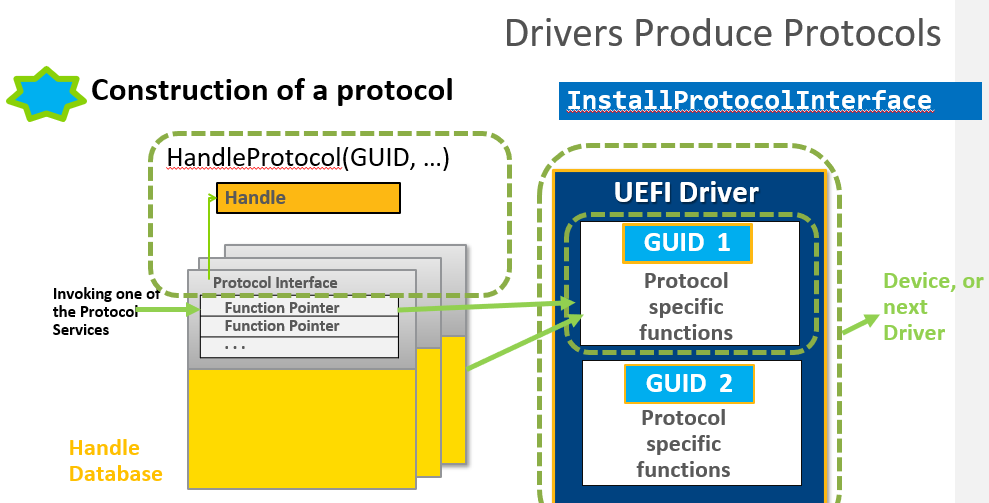 Drivers Produce Protocols
Construction of a protocol
InstallProtocolInterface
HandleProtocol(GUID, …)
Handle
Protocol Interface
Invoking one of
the Protocol
Services
Function Pointer
Function Pointer
. . .
Handle
Database
UEFI Driver
GUID 1
Protocol
specific
functions
GUID 2
Protocol
specific
functions
Device, or
next
Driver